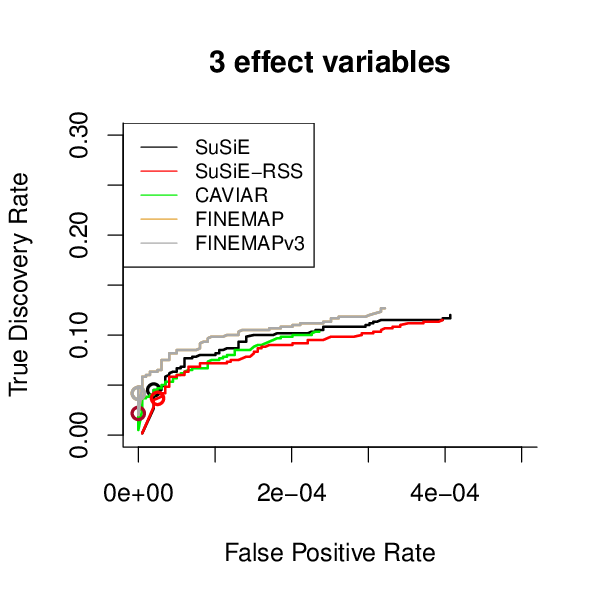 3 effect variables
SuSiE
SuSiE−RSS
CAVIAR
FINEMAP
FINEMAPv3
True Discovery Rate
0.30
0.20
0.10
0.00
0e+00 2e−04 4e−04
False Positive Rate